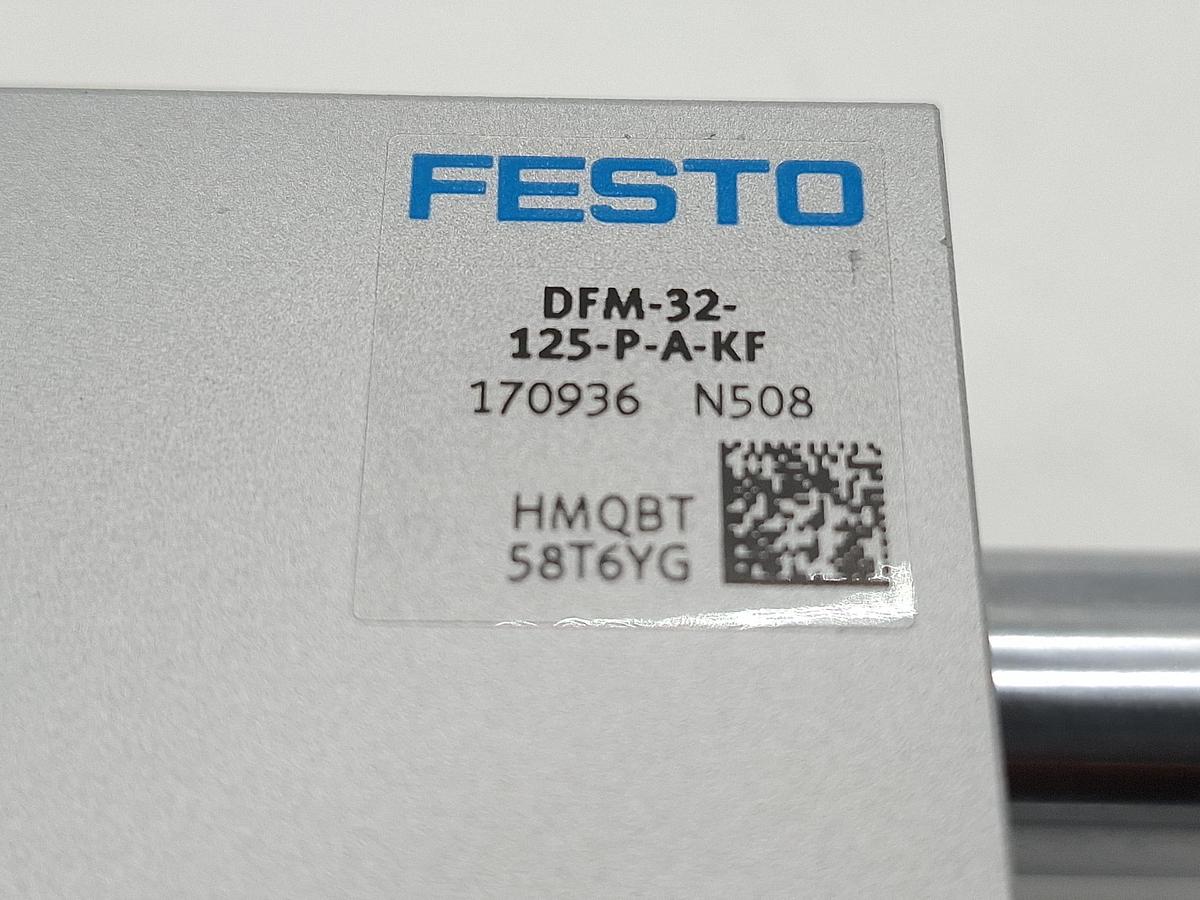 FESTO
DFM-32-
125-P-A-KF
170936 N508
HMQBT
58T6YG